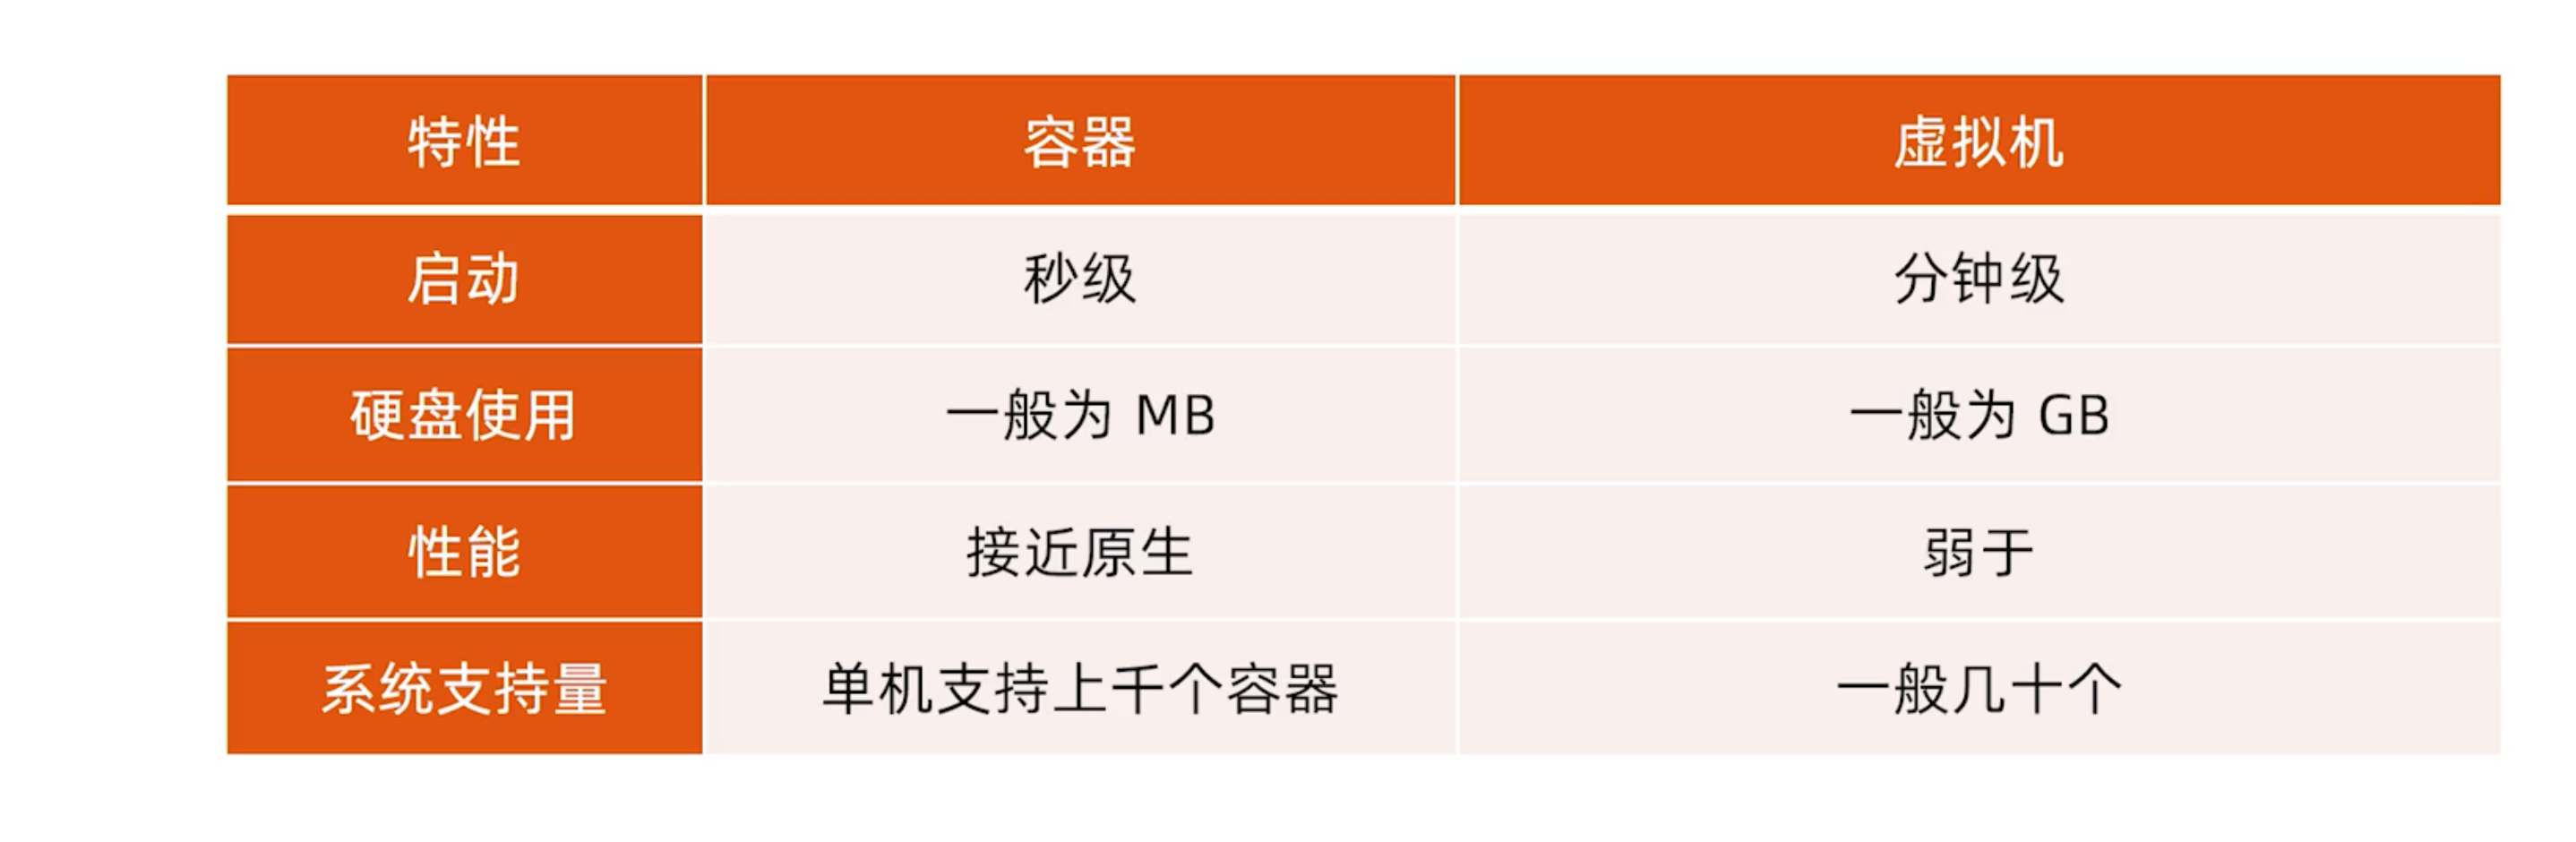 特性 容器 虚拟机
启动 秒级 分钟级
硬盘使用 一般为 MB 一般为 GB
性能 接近原生 弱于
系统支持量 单机支持上千个容器 一般几十个